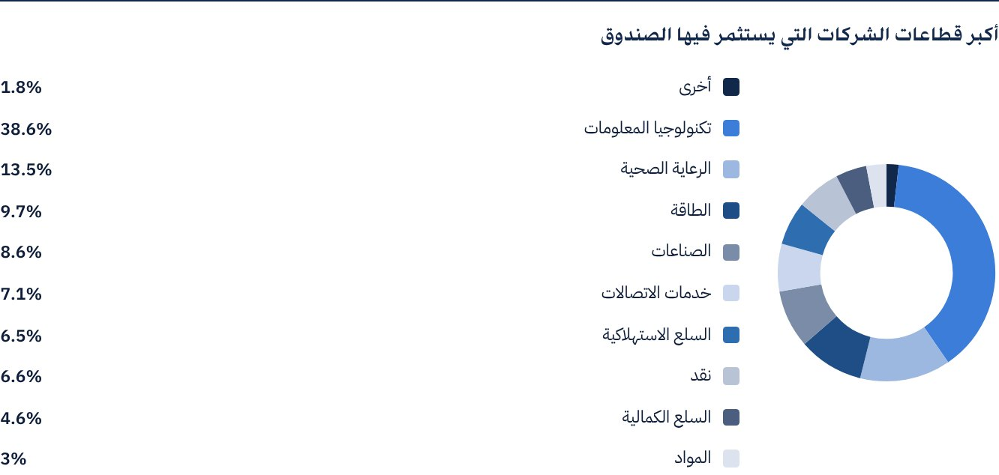 أكبر قطاعات الشركات التي يستثمر فيها الصندوق
أخرى 1.8%
تكنولوجيا المعلومات 38.6%
الرعاية الصحية 13.5%
الطاقة 9.7%
الصناعات 8.6%
خدمات الاتصالات 7.1%
السلع الاستهلاكية 6.5%
نقد 6.6%
السلع الكمالية 4.6%
المواد 3%